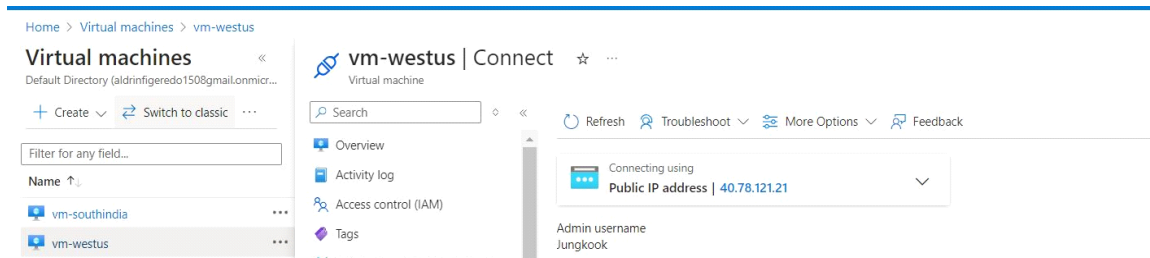 Home > Virtual machines > vm-westus
Virtual machines «
Default Directory (aldrinfigeredo1508gmail.onmicr...
+ Create Switch to classic ...
Filter for any field...
Name ↑↓
vm-southindia ...
vm-westus ...
vm-westus | Connect ☆ ...
Virtual machine
Search «
Overview
Activity log
Access control (IAM)
Tags
Refresh Troubleshoot More Options Feedback
Connecting using
Public IP address | 40.78.121.21
Admin username
Jungkook